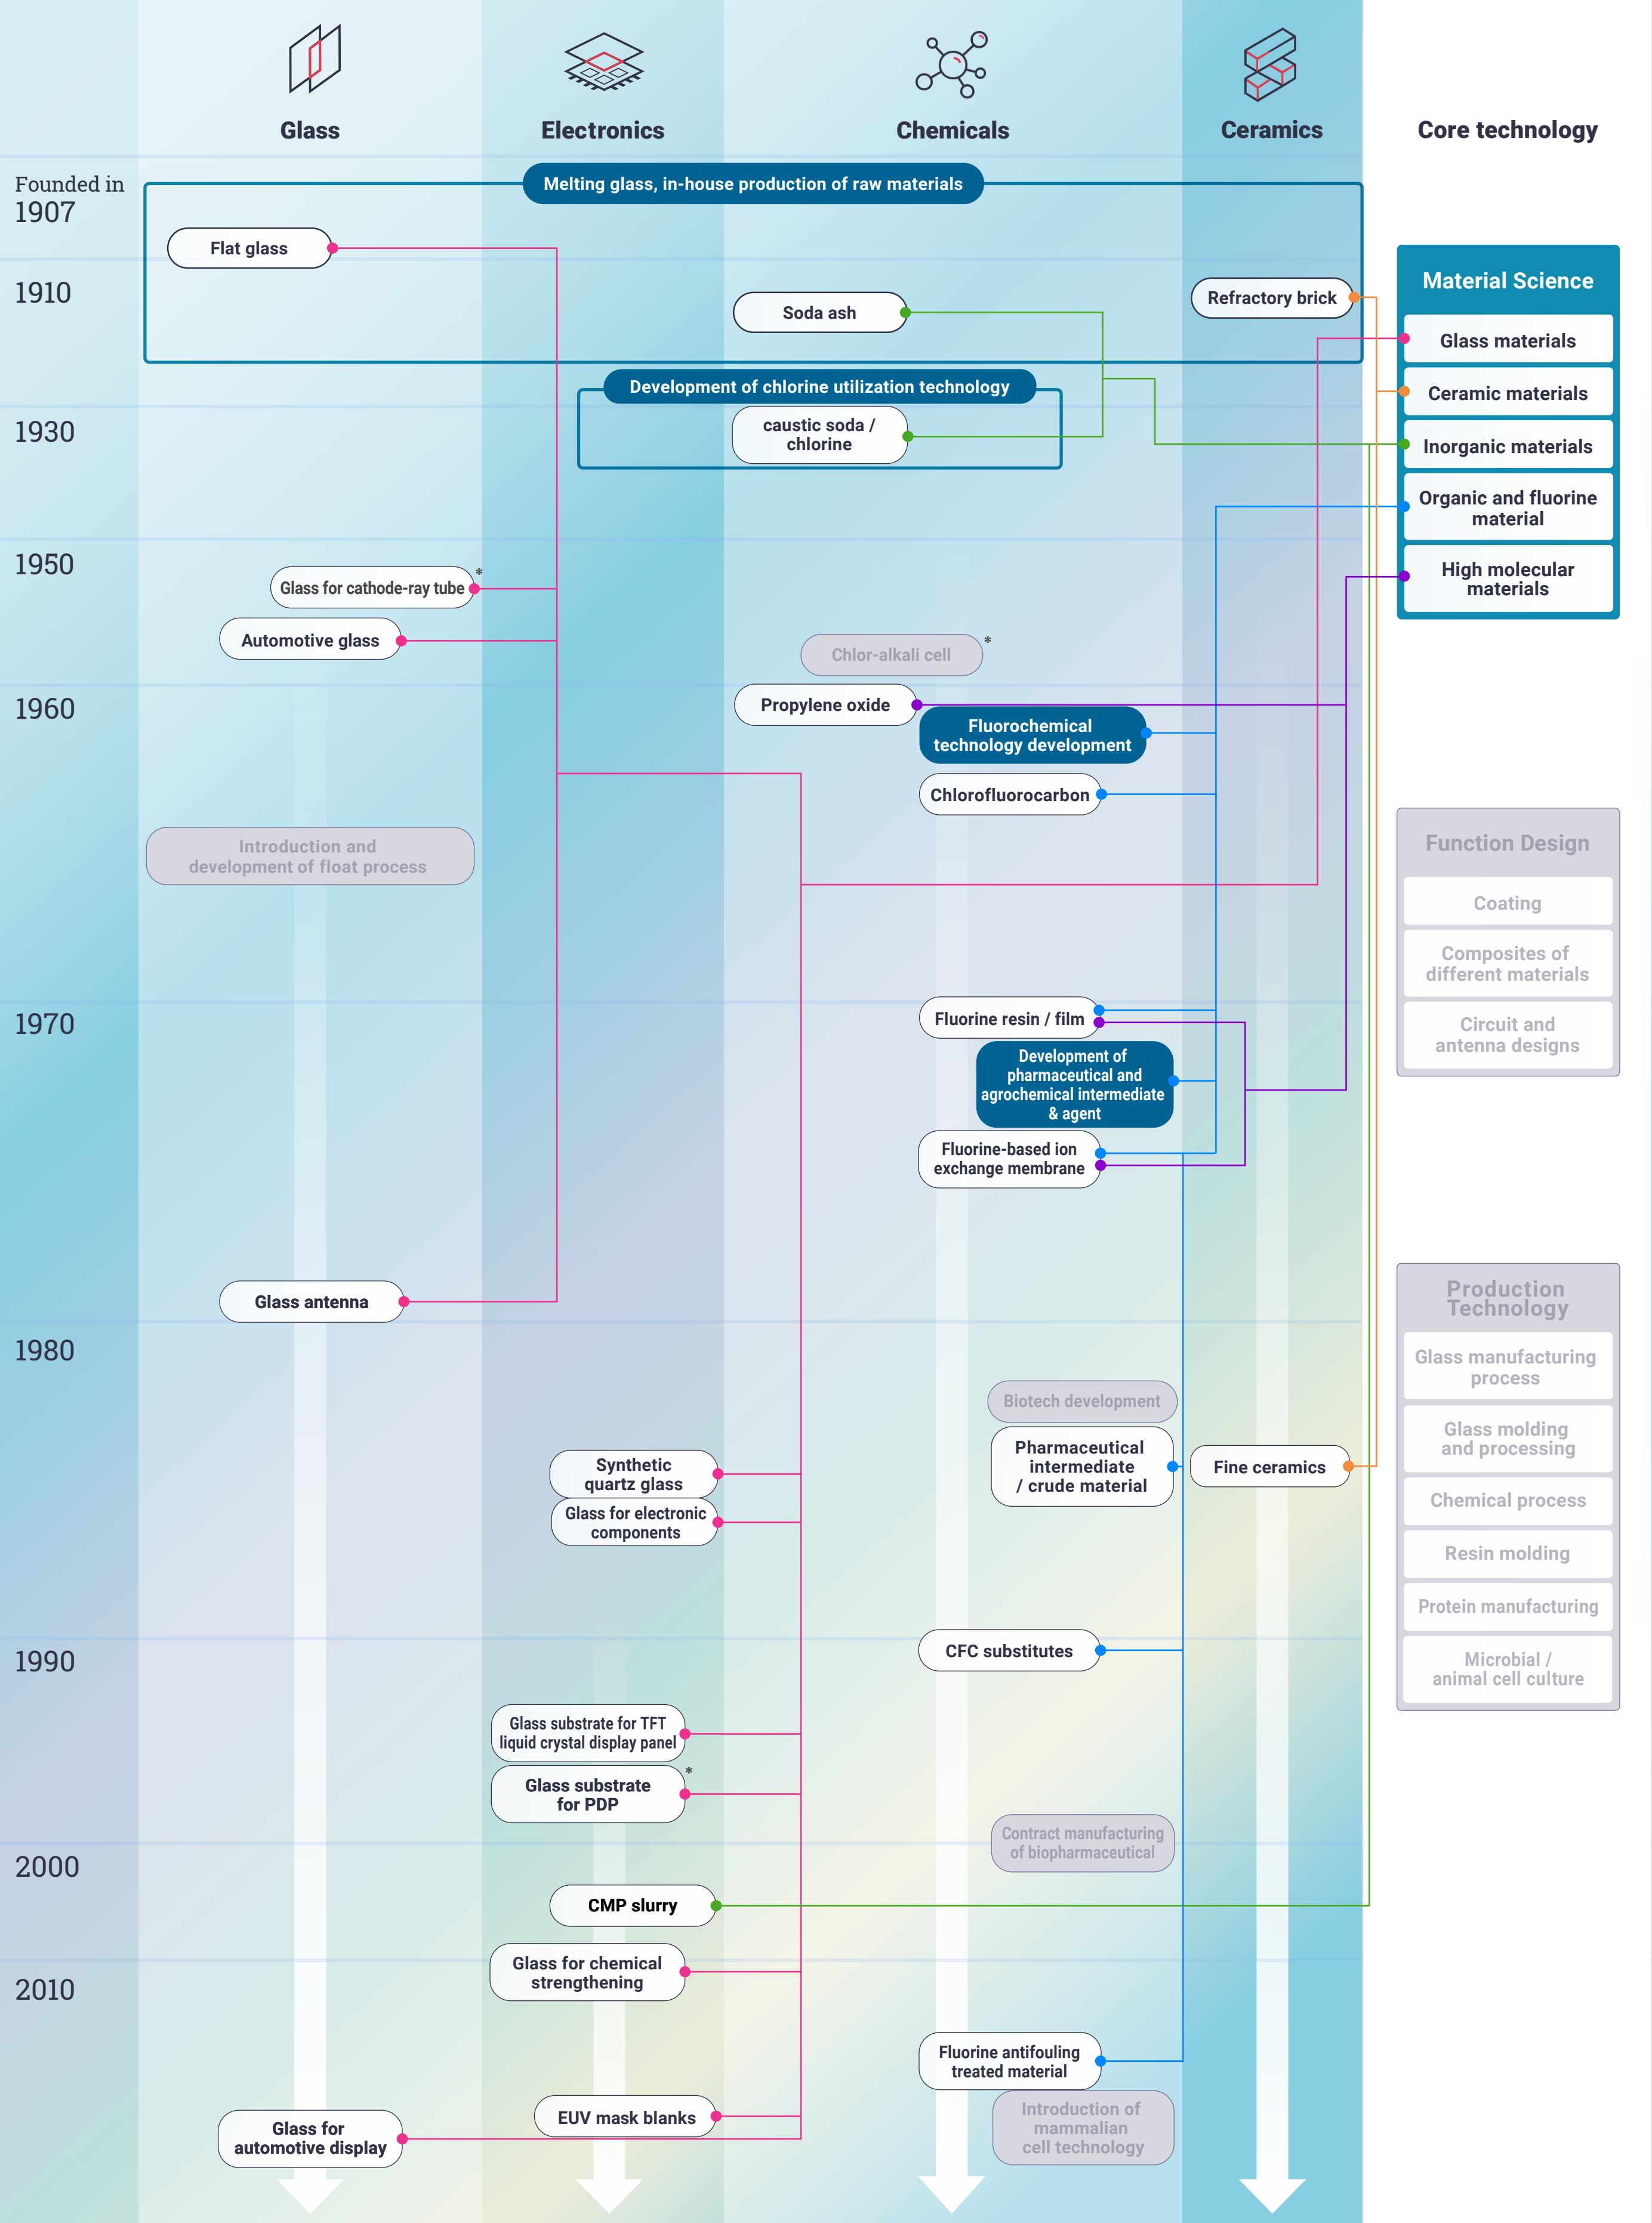 Glass
Electronics
Chemicals
Ceramics
Core technology
Founded in
1907
Melting glass, in-house production of raw materials
Flat glass
1910
Soda ash
Refractory brick
Development of chlorine utilization technology
1930
caustic soda /
chlorine
1950
Glass for cathode-ray tube
*
Automotive glass
Chlor-alkali cell
*
1960
Propylene oxide
Fluorochemical
technology development
Chlorofluorocarbon
Introduction and
development of float process
1970
Fluorine resin / film
Development of
pharmaceutical and
agrochemical intermediate
& agent
Fluorine-based ion
exchange membrane
Glass antenna
1980
Biotech development
Synthetic
quartz glass
Pharmaceutical
intermediate
/ crude material
Fine ceramics
Glass for electronic
components
1990
CFC substitutes
Glass substrate for TFT
liquid crystal display panel
Glass substrate
for PDP
*
Contract manufacturing
of biopharmaceutical
2000
CMP slurry
Glass for chemical
strengthening
2010
Fluorine antifouling
treated material
EUV mask blanks
Glass for
automotive display
Introduction of
mammalian
cell technology
Material Science
Glass materials
Ceramic materials
Inorganic materials
Organic and fluorine
material
High molecular
materials
Function Design
Coating
Composites of
different materials
Circuit and
antenna designs
Production
Technology
Glass manufacturing
process
Glass molding
and processing
Chemical process
Resin molding
Protein manufacturing
Microbial /
animal cell culture